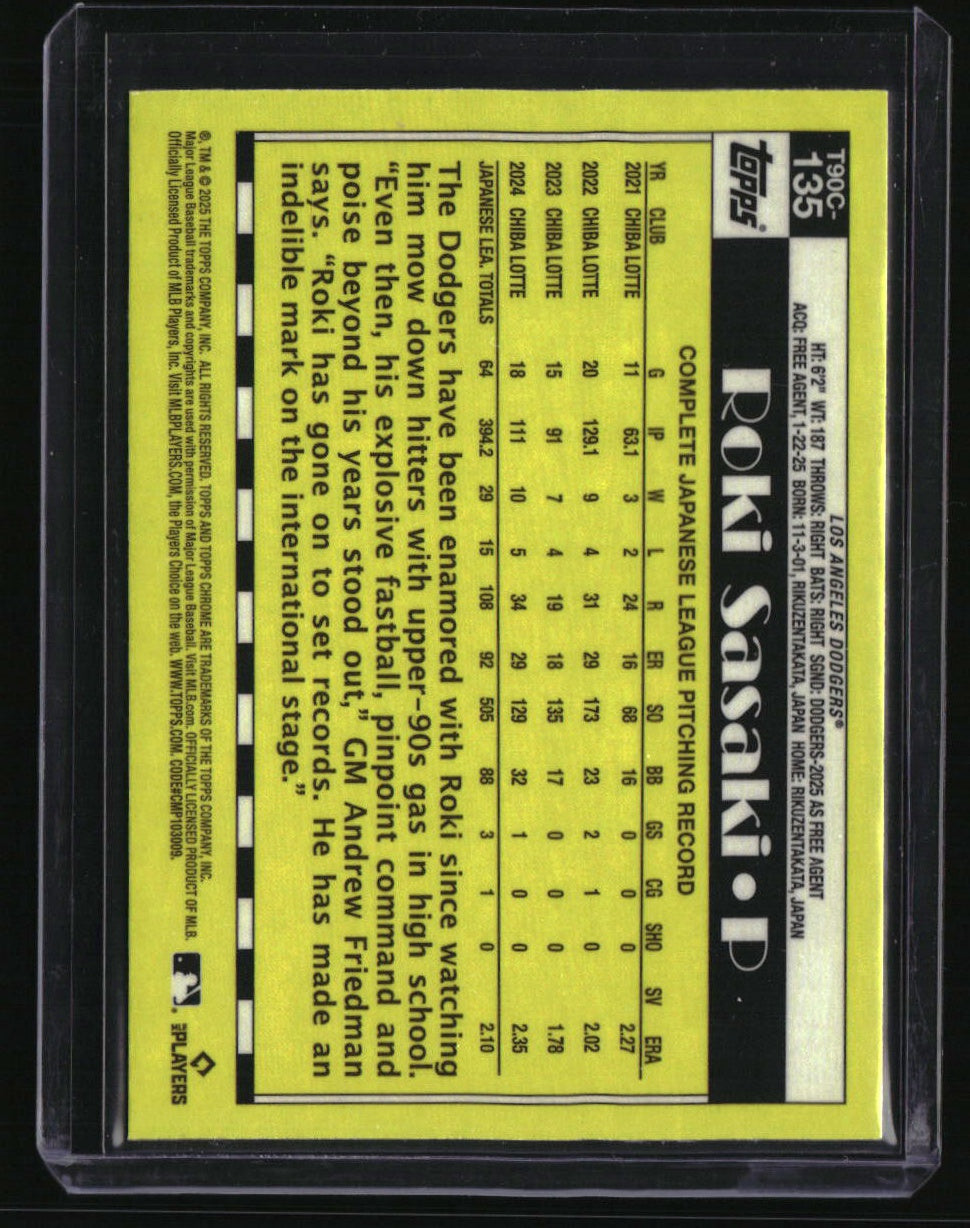 T90C-
135
topps®
LOS ANGELES DODGERS®
HT: 6'2" WT: 187 THROWS: RIGHT BATS: RIGHT SGND: DODGERS-2025 AS FREE AGENT
ACQ: FREE AGENT, 1-22-25 BORN: 11-3-01, RIKUZENTAKATA, JAPAN HOME: RIKUZENTAKATA, JAPAN
Roki Sasaki • P
COMPLETE JAPANESE LEAGUE PITCHING RECORD
YR CLUB G IP W L R ER SO BB GS CG SHO SV ERA
2021 CHIBA LOTTE 11 63.1 3 2 24 16 68 16 0 0 0 2.27
2022 CHIBA LOTTE 20 129.1 9 4 31 29 173 23 2 1 0 2.02
2023 CHIBA LOTTE 15 91 7 4 19 18 135 17 0 0 0 1.78
2024 CHIBA LOTTE 18 111 10 5 34 29 129 32 1 0 0 2.35
JAPANESE LEA. TOTALS 64 394.2 29 15 108 92 505 88 3 1 0 2.10
The Dodgers have been enamored with Roki since watching
him mow down hitters with upper-90s gas in high school.
“Even then, his explosive fastball, pinpoint command and
poise beyond his years stood out,” GM Andrew Friedman
says. “Roki has gone on to set records. He has made an
indelible mark on the international stage.”
®, TM & © 2025 THE TOPPS COMPANY, INC. ALL RIGHTS RESERVED. TOPPS AND TOPPS CHROME ARE TRADEMARKS OF THE TOPPS COMPANY, INC.
Major League Baseball trademarks and copyrights are used with permission of Major League Baseball. Visit MLB.com. OFFICIALLY LICENSED PRODUCT OF MLB.
Officially Licensed Product of MLB Players, Inc. Visit MLBPLAYERS.COM, the Players Choice on the web. WWW.TOPPS.COM. CODE#CMP103009.
MLB PLAYERS